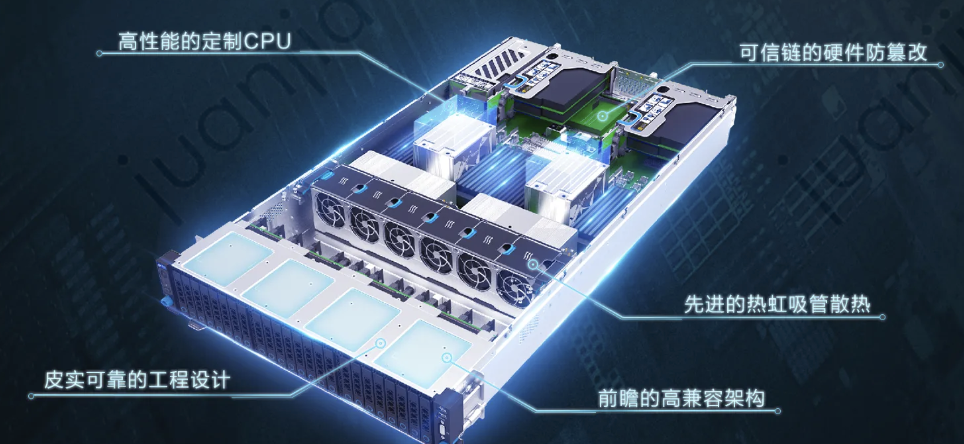 高性能的定制CPU
可信链的硬件防篡改
先进的热虹吸管散热
皮实可靠的工程设计
前瞻的高兼容架构
juanjia
juanji